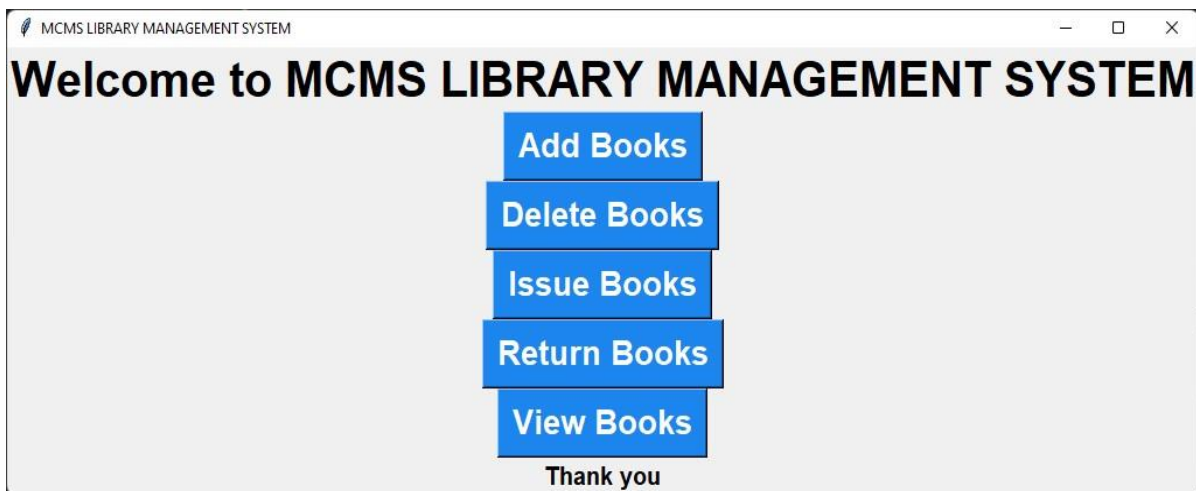 MCMS LIBRARY MANAGEMENT SYSTEM
Welcome to MCMS LIBRARY MANAGEMENT SYSTEM
Add Books
Delete Books
Issue Books
Return Books
View Books
Thank you